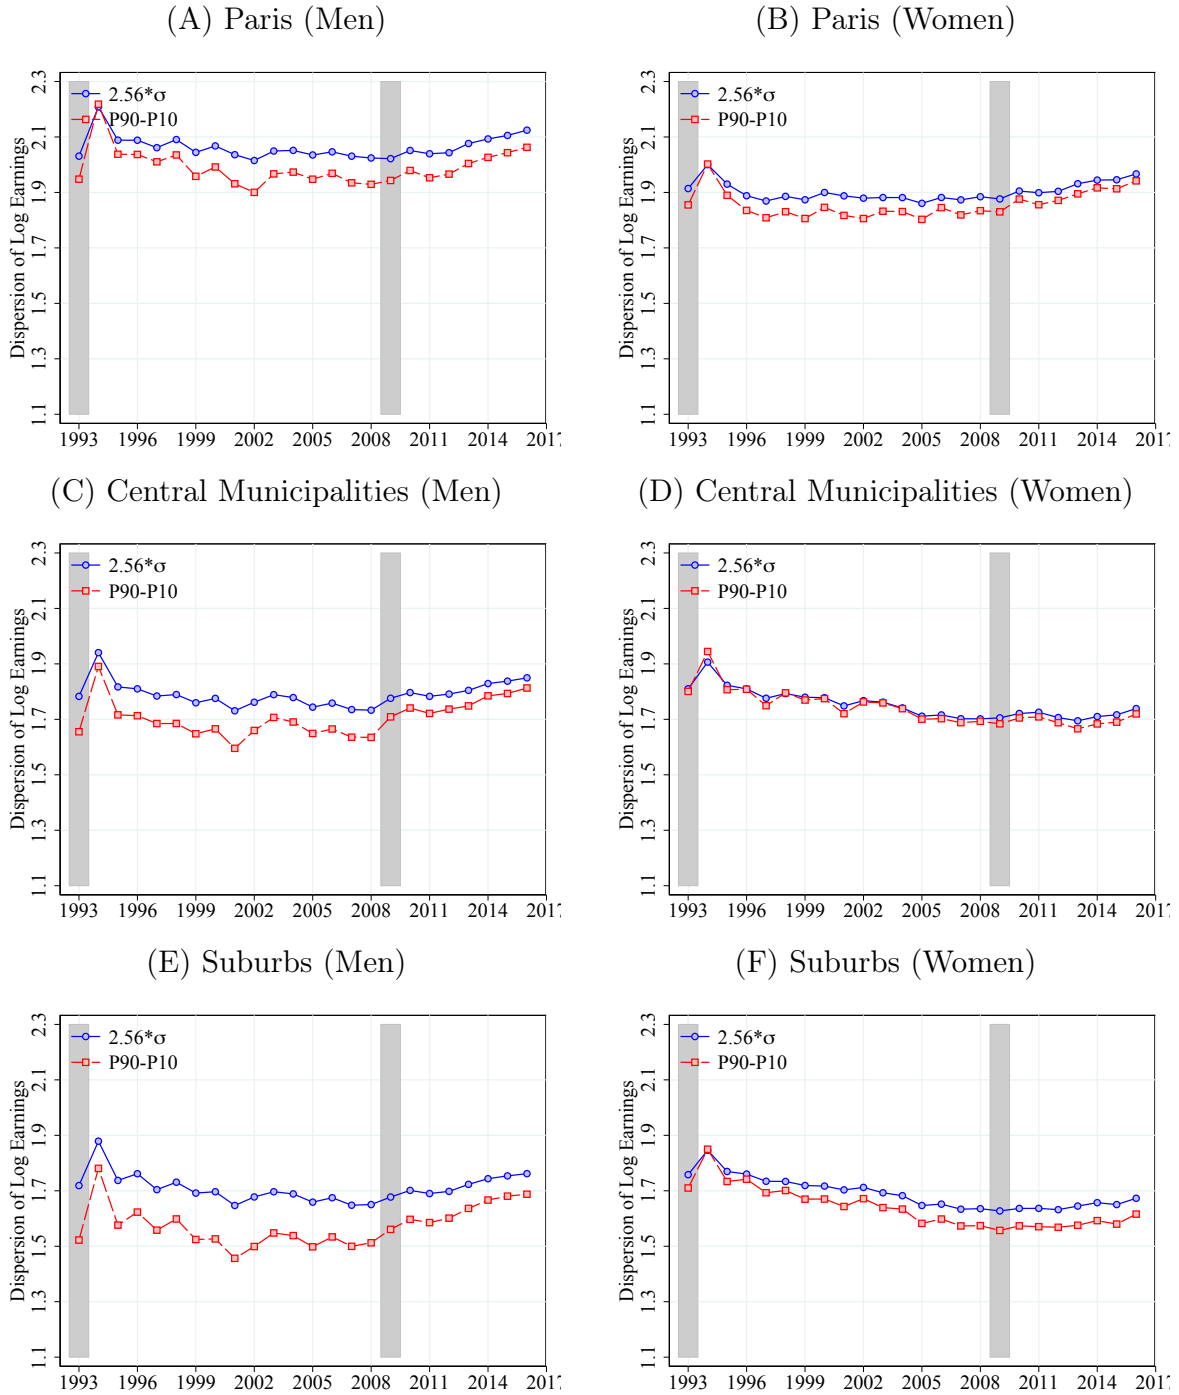 (A) Paris (Men)
2.3
2.1
1.9
1.7
1.5
1.3
1.1
Dispersion of Log Earnings
2.56*σ
P90-P10
1993 1996 1999 2002 2005 2008 2011 2014 2017
(B) Paris (Women)
2.3
2.1
1.9
1.7
1.5
1.3
1.1
Dispersion of Log Earnings
2.56*σ
P90-P10
1993 1996 1999 2002 2005 2008 2011 2014 2017
(C) Central Municipalities (Men)
2.3
2.1
1.9
1.7
1.5
1.3
1.1
Dispersion of Log Earnings
2.56*σ
P90-P10
1993 1996 1999 2002 2005 2008 2011 2014 2017
(D) Central Municipalities (Women)
2.3
2.1
1.9
1.7
1.5
1.3
1.1
Dispersion of Log Earnings
2.56*σ
P90-P10
1993 1996 1999 2002 2005 2008 2011 2014 2017
(E) Suburbs (Men)
2.3
2.1
1.9
1.7
1.5
1.3
1.1
Dispersion of Log Earnings
2.56*σ
P90-P10
1993 1996 1999 2002 2005 2008 2011 2014 2017
(F) Suburbs (Women)
2.3
2.1
1.9
1.7
1.5
1.3
1.1
Dispersion of Log Earnings
2.56*σ
P90-P10
1993 1996 1999 2002 2005 2008 2011 2014 2017